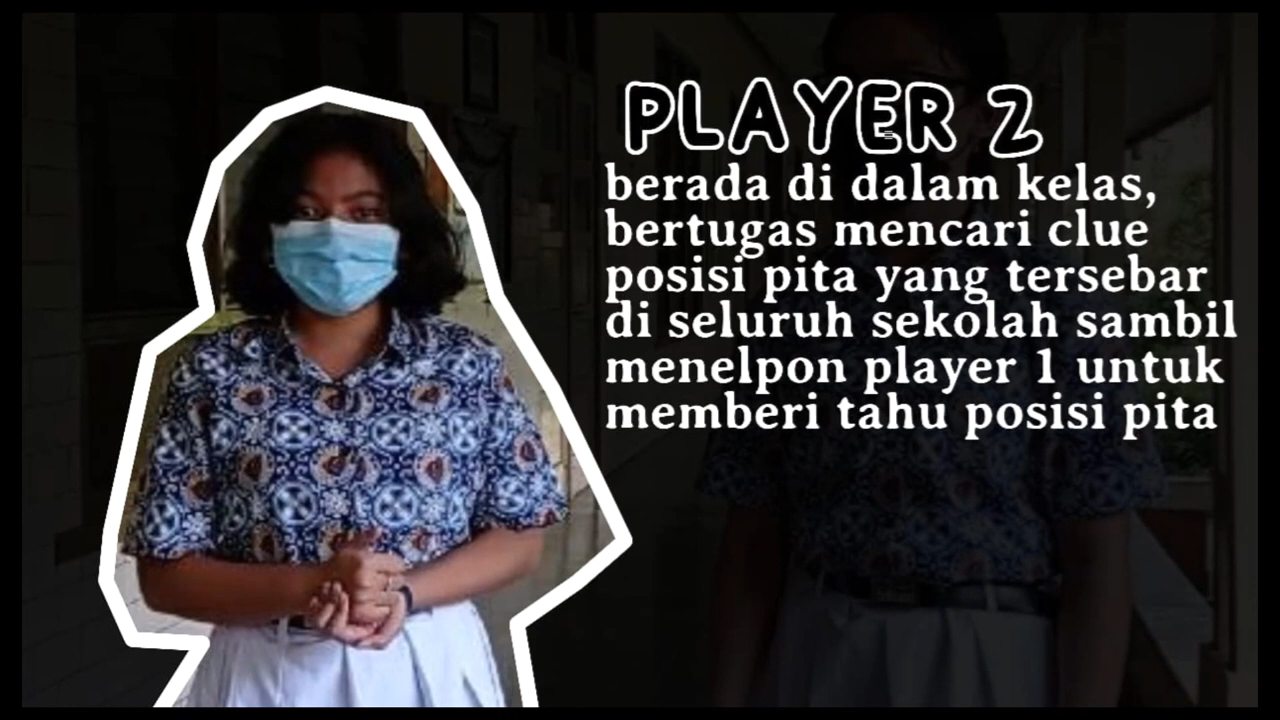 PLAYER 2
berada di dalam kelas,
bertugas mencari clue
posisi pita yang tersebar
di seluruh sekolah sambil
menelpon player 1 untuk
memberi tahu posisi pita